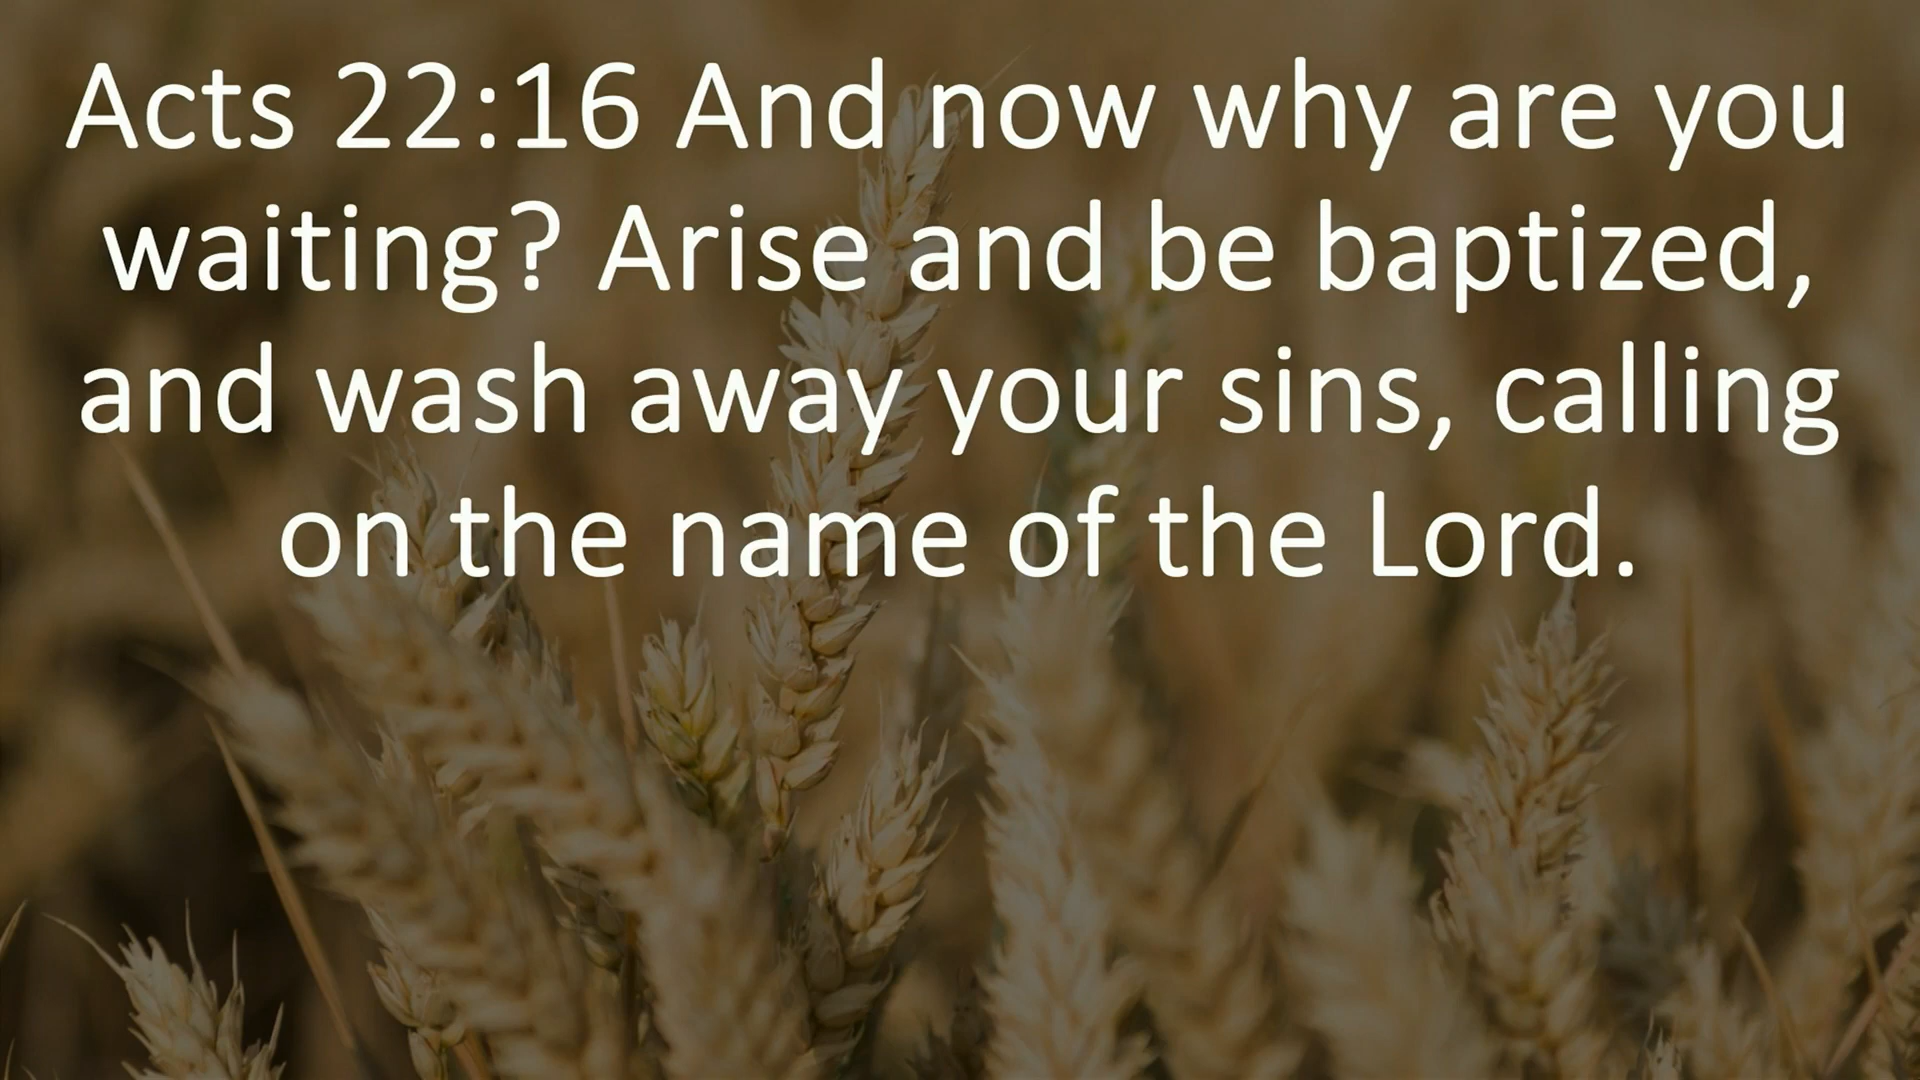 Acts 22:16 And now why are you
waiting? Arise and be baptized,
and wash away your sins, calling
on the name of the Lord.